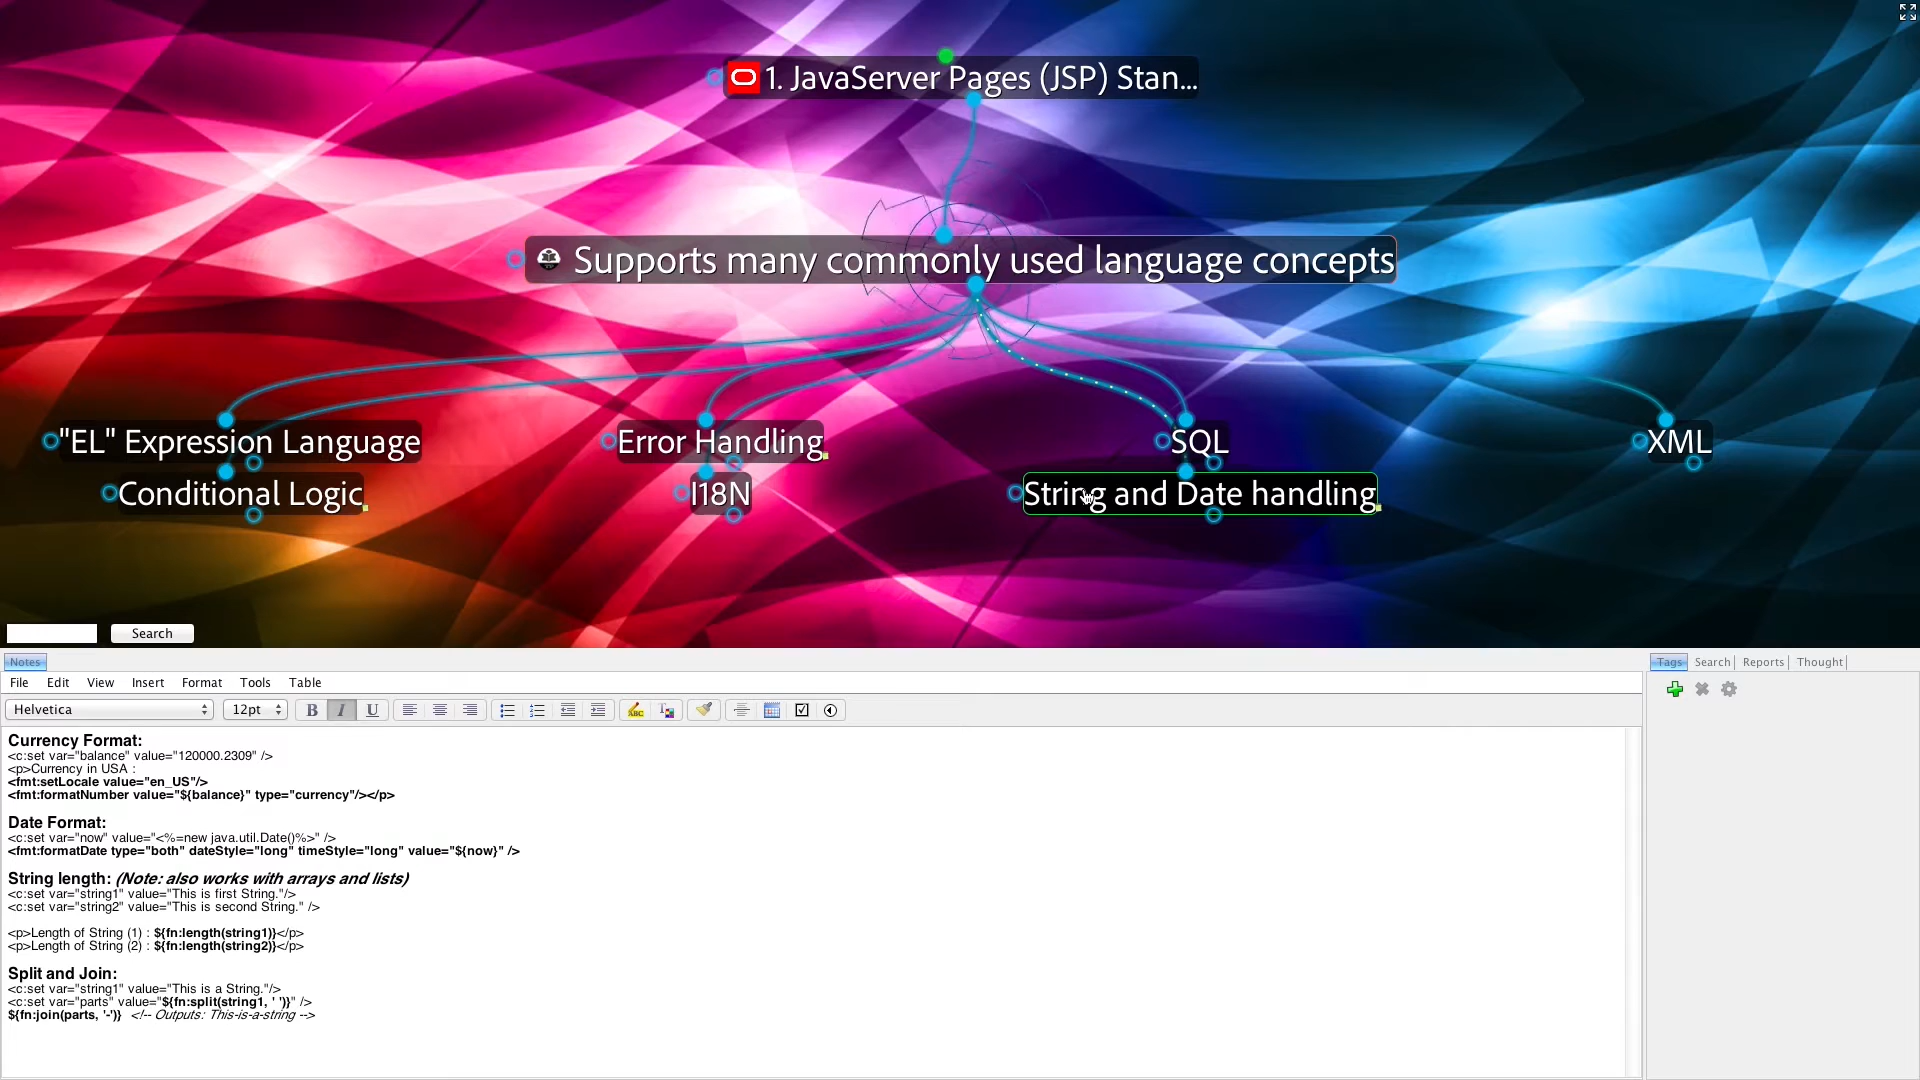 1. JavaServer Pages (JSP) Stan...
Supports many commonly used language concepts
"EL" Expression Language
Error Handling
SQL
XML
Conditional Logic
I18N
String and Date handling
Search
Notes
Tags Search Reports Thought
File Edit View Insert Format Tools Table
Helvetica 12pt B I U ABC T
Currency Format:
<c:set var="balance" value="120000.2309" />
<p>Currency in USA :
<fmt:setLocale value="en_US"/>
<fmt:formatNumber value="${balance}" type="currency"/></p>
Date Format:
<c:set var="now" value="<%=new java.util.Date()%>" />
<fmt:formatDate type="both" dateStyle="long" timeStyle="long" value="${now}" />
String length: (Note: also works with arrays and lists)
<c:set var="string1" value="This is first String."/>
<c:set var="string2" value="This is second String." />
<p>Length of String (1) : ${fn:length(string1)}</p>
<p>Length of String (2) : ${fn:length(string2)}</p>
Split and Join:
<c:set var="string1" value="This is a String."/>
<c:set var="parts" value="${fn:split(string1, ' ')}" />
${fn:join(parts, '-')} <!-- Outputs: This-is-a-string -->